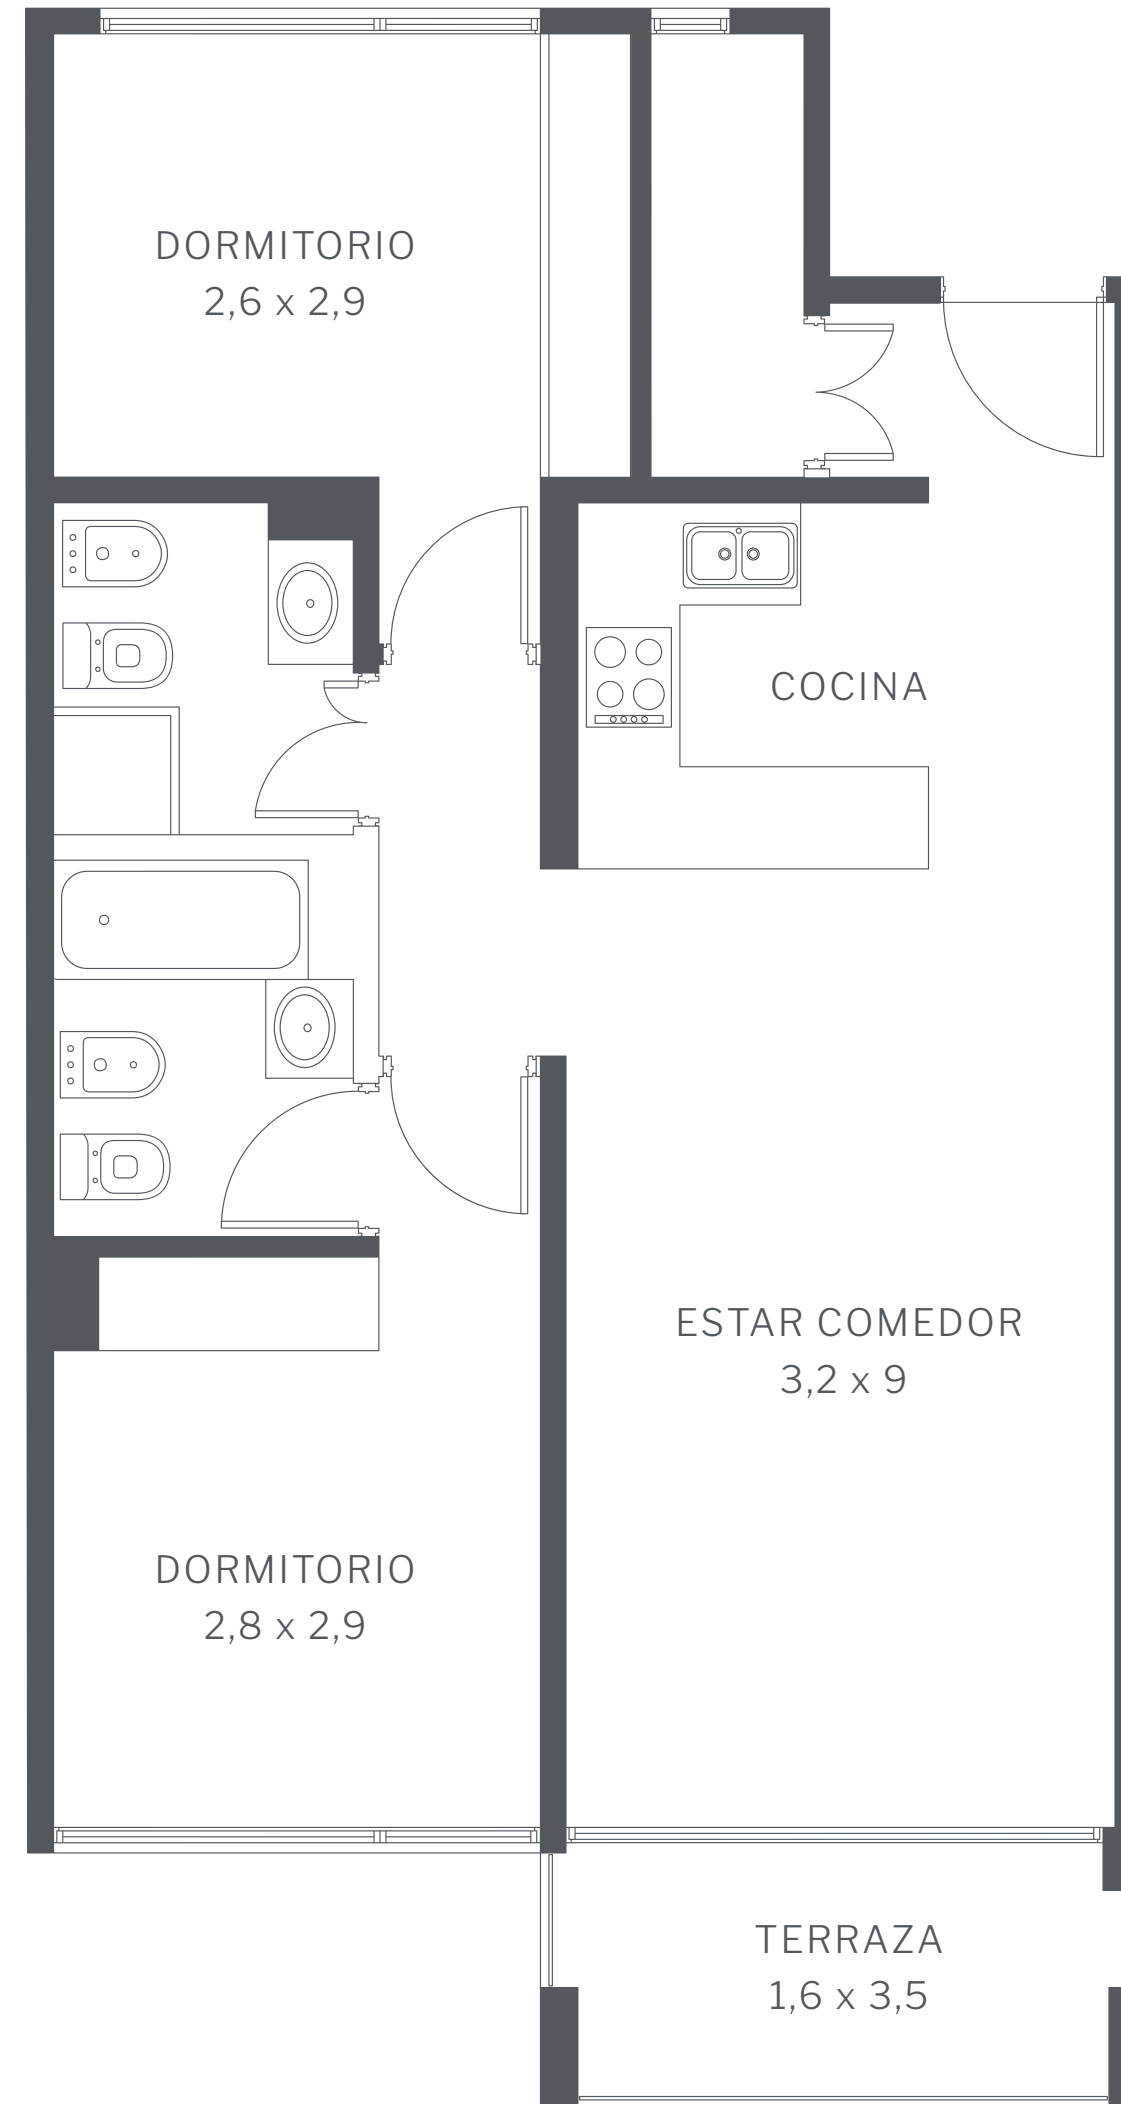 DORMITORIO
2,6 x 2,9
COCINA
ESTAR COMEDOR
3,2 x 9
DORMITORIO
2,8 x 2,9
TERRAZA
1,6 x 3,5